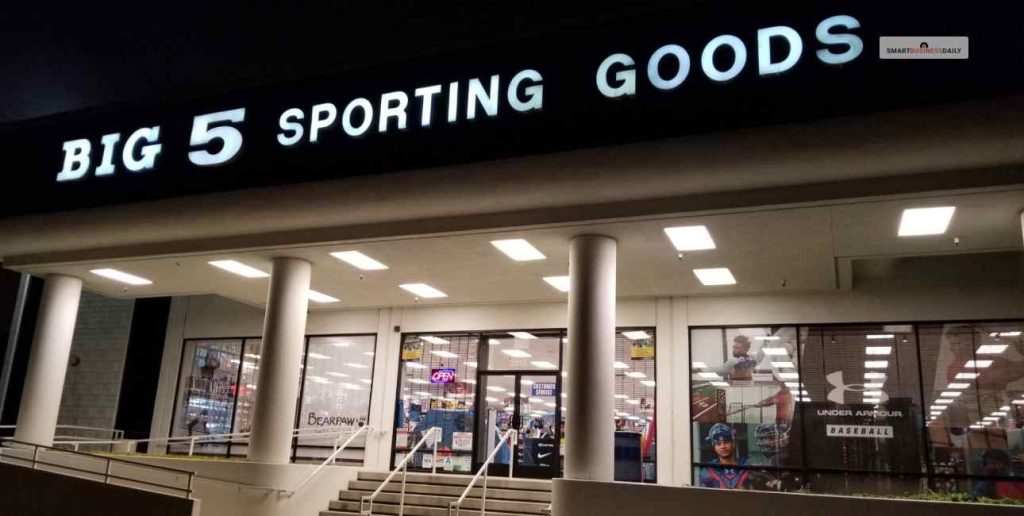 BIG 5 SPORTING GOODS
SMARTBUSINESSDAILY
OPEN
CUSTOMER
SERVICE
BEARPAW
UNDER ARMOUR
BASEBALL